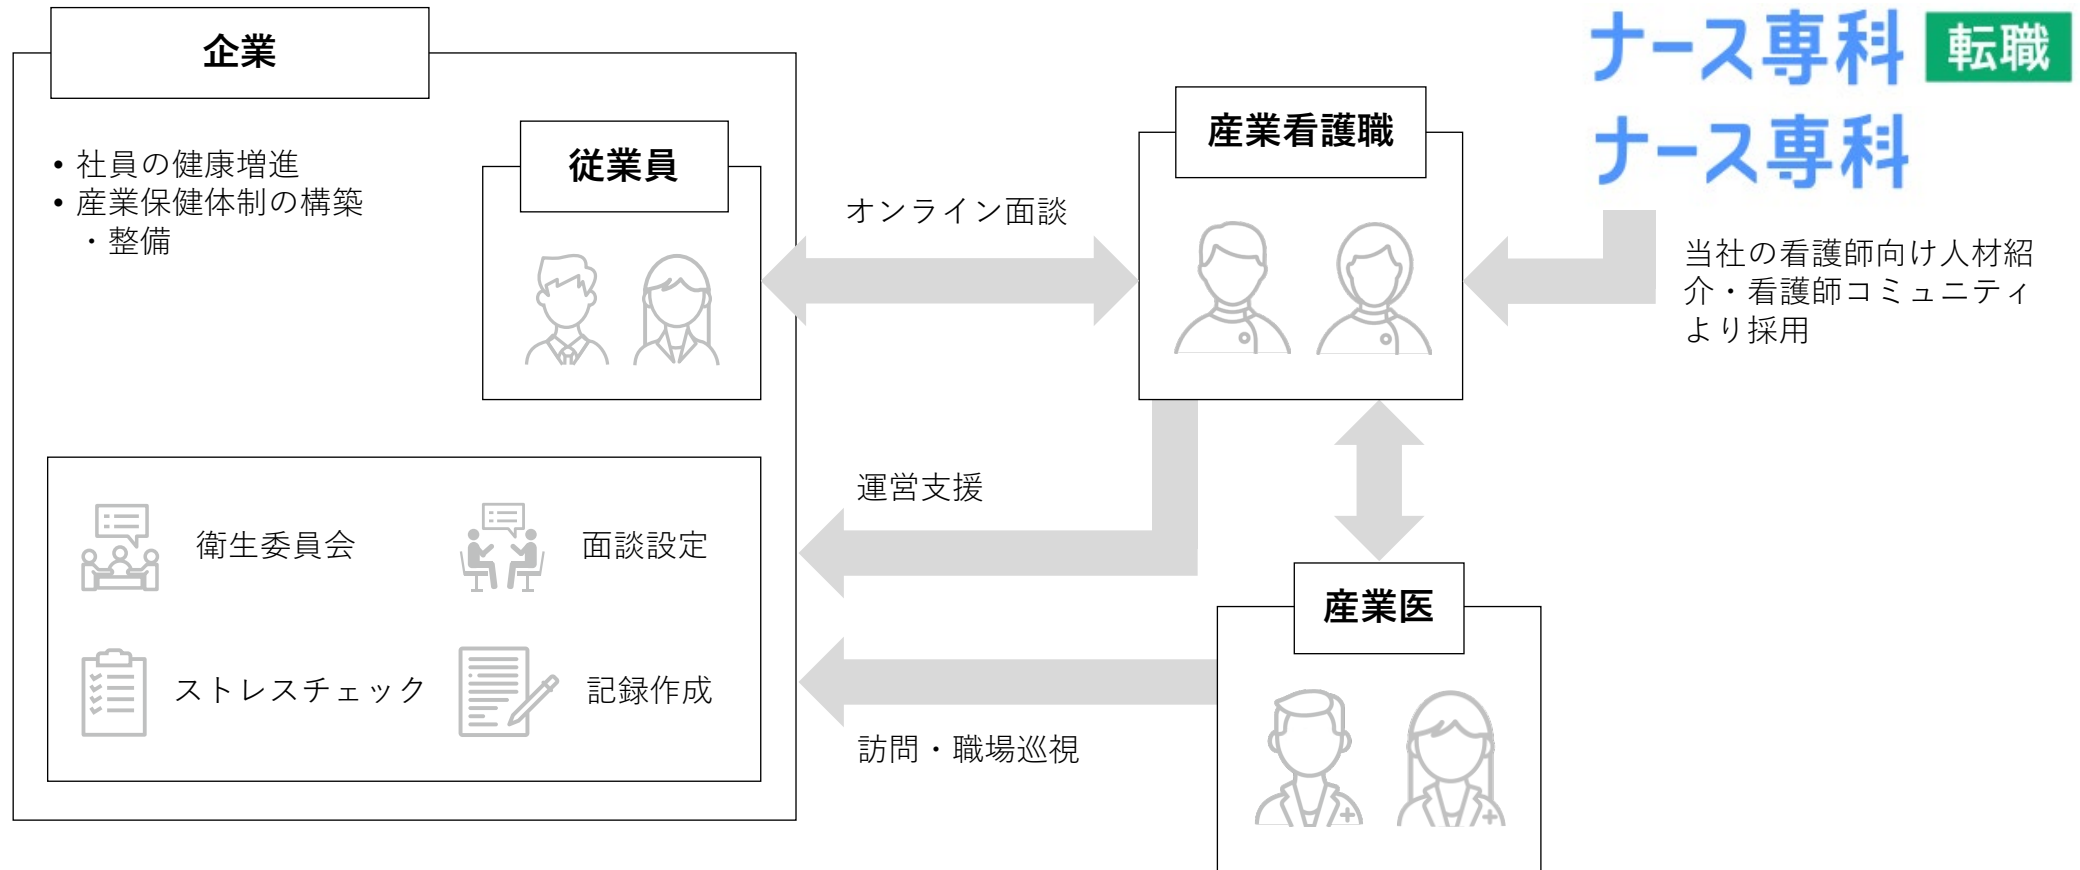 企業
• 社員の健康増進
• 産業保健体制の構築
・整備
従業員
オンライン面談
産業看護職
ナース専科 転職
ナース専科
当社の看護師向け人材紹
介・看護師コミュニティ
より採用
運営支援
衛生委員会
面談設定
ストレスチェック
記録作成
訪問・職場巡視
産業医